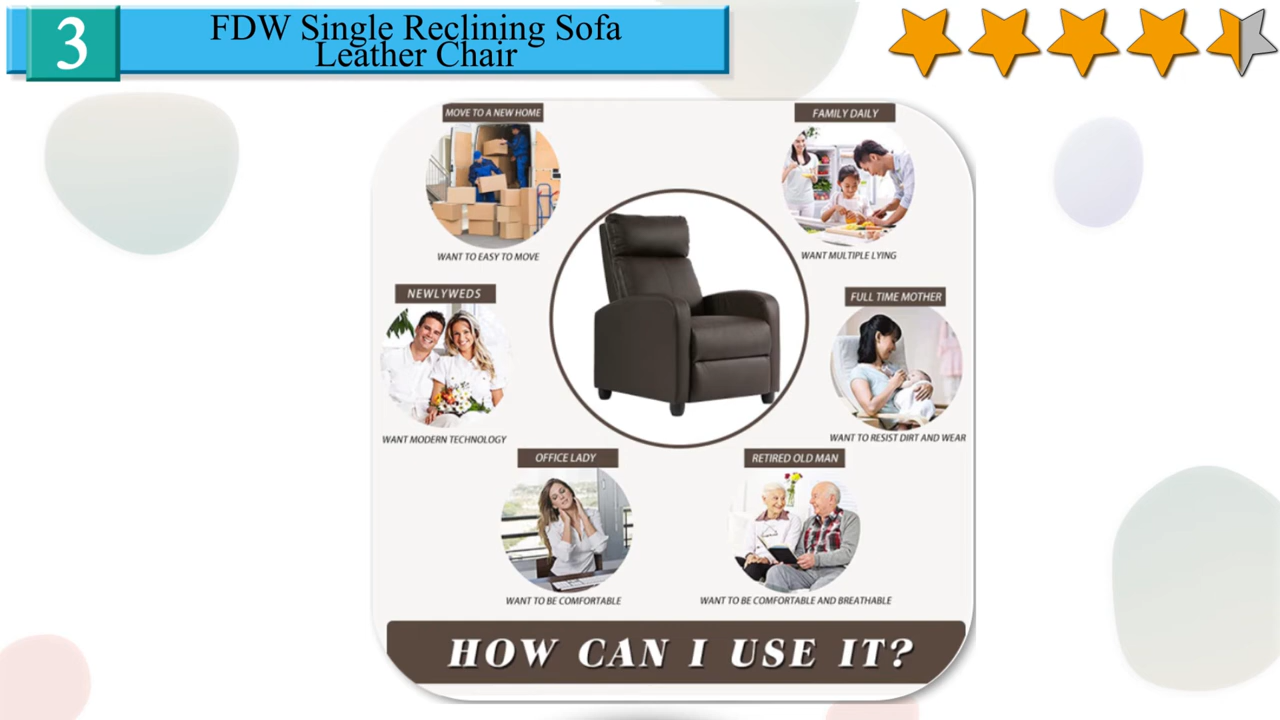 3
FDW Single Reclining Sofa
Leather Chair
MOVE TO A NEW HOME
WANT TO EASY TO MOVE
FAMILY DAILY
WANT MULTIPLE LYING
NEWLYWEDS
WANT MODERN TECHNOLOGY
FULL TIME MOTHER
WANT TO RESIST DIRT AND WEAR
OFFICE LADY
WANT TO BE COMFORTABLE
RETIRED OLD MAN
WANT TO BE COMFORTABLE AND BREATHABLE
HOW CAN I USE IT?